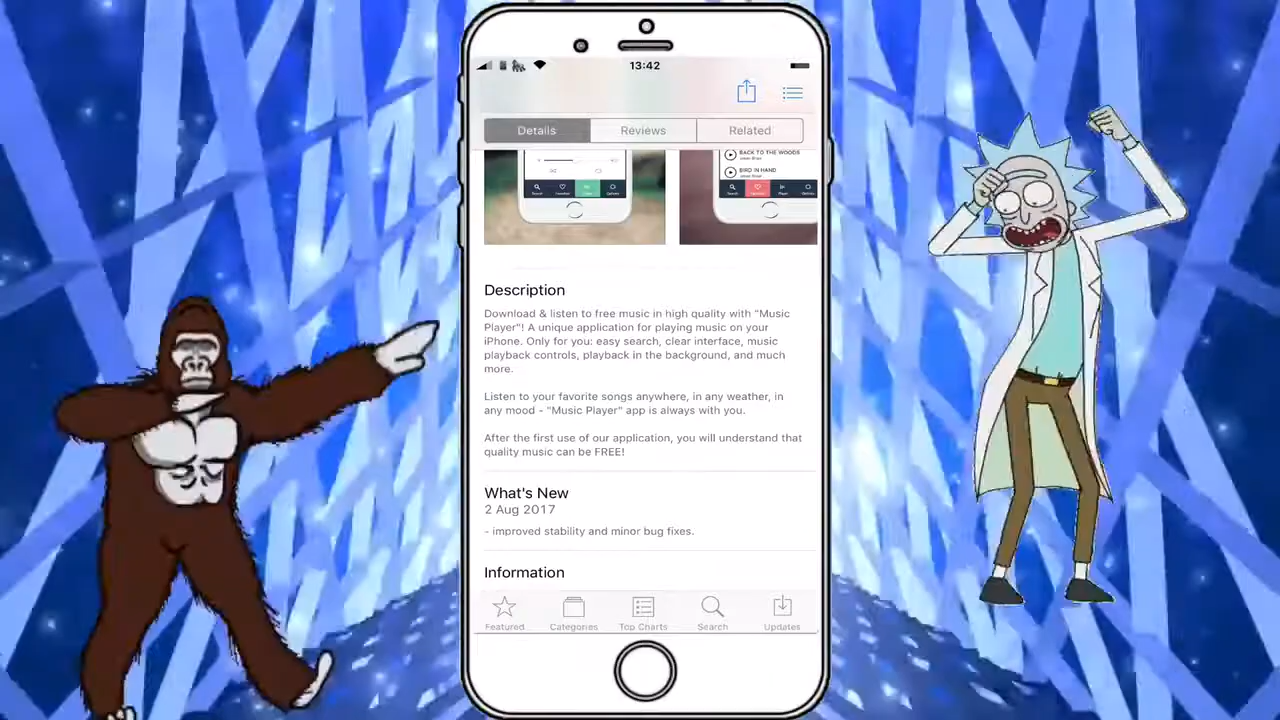 13:42
Details
Reviews
Related
BACK TO THE WOODS
BIRD IN HAND
Description
Download & listen to free music in high quality with "Music
Player"! A unique application for playing music on your
iPhone. Only for you: easy search, clear interface, music
playback controls, playback in the background, and much
more.
Listen to your favorite songs anywhere, in any weather, in
any mood - "Music Player" app is always with you.
After the first use of our application, you will understand that
quality music can be FREE!
What's New
2 Aug 2017
- improved stability and minor bug fixes.
Information
Featured
Categories
Top Charts
Search
Updates